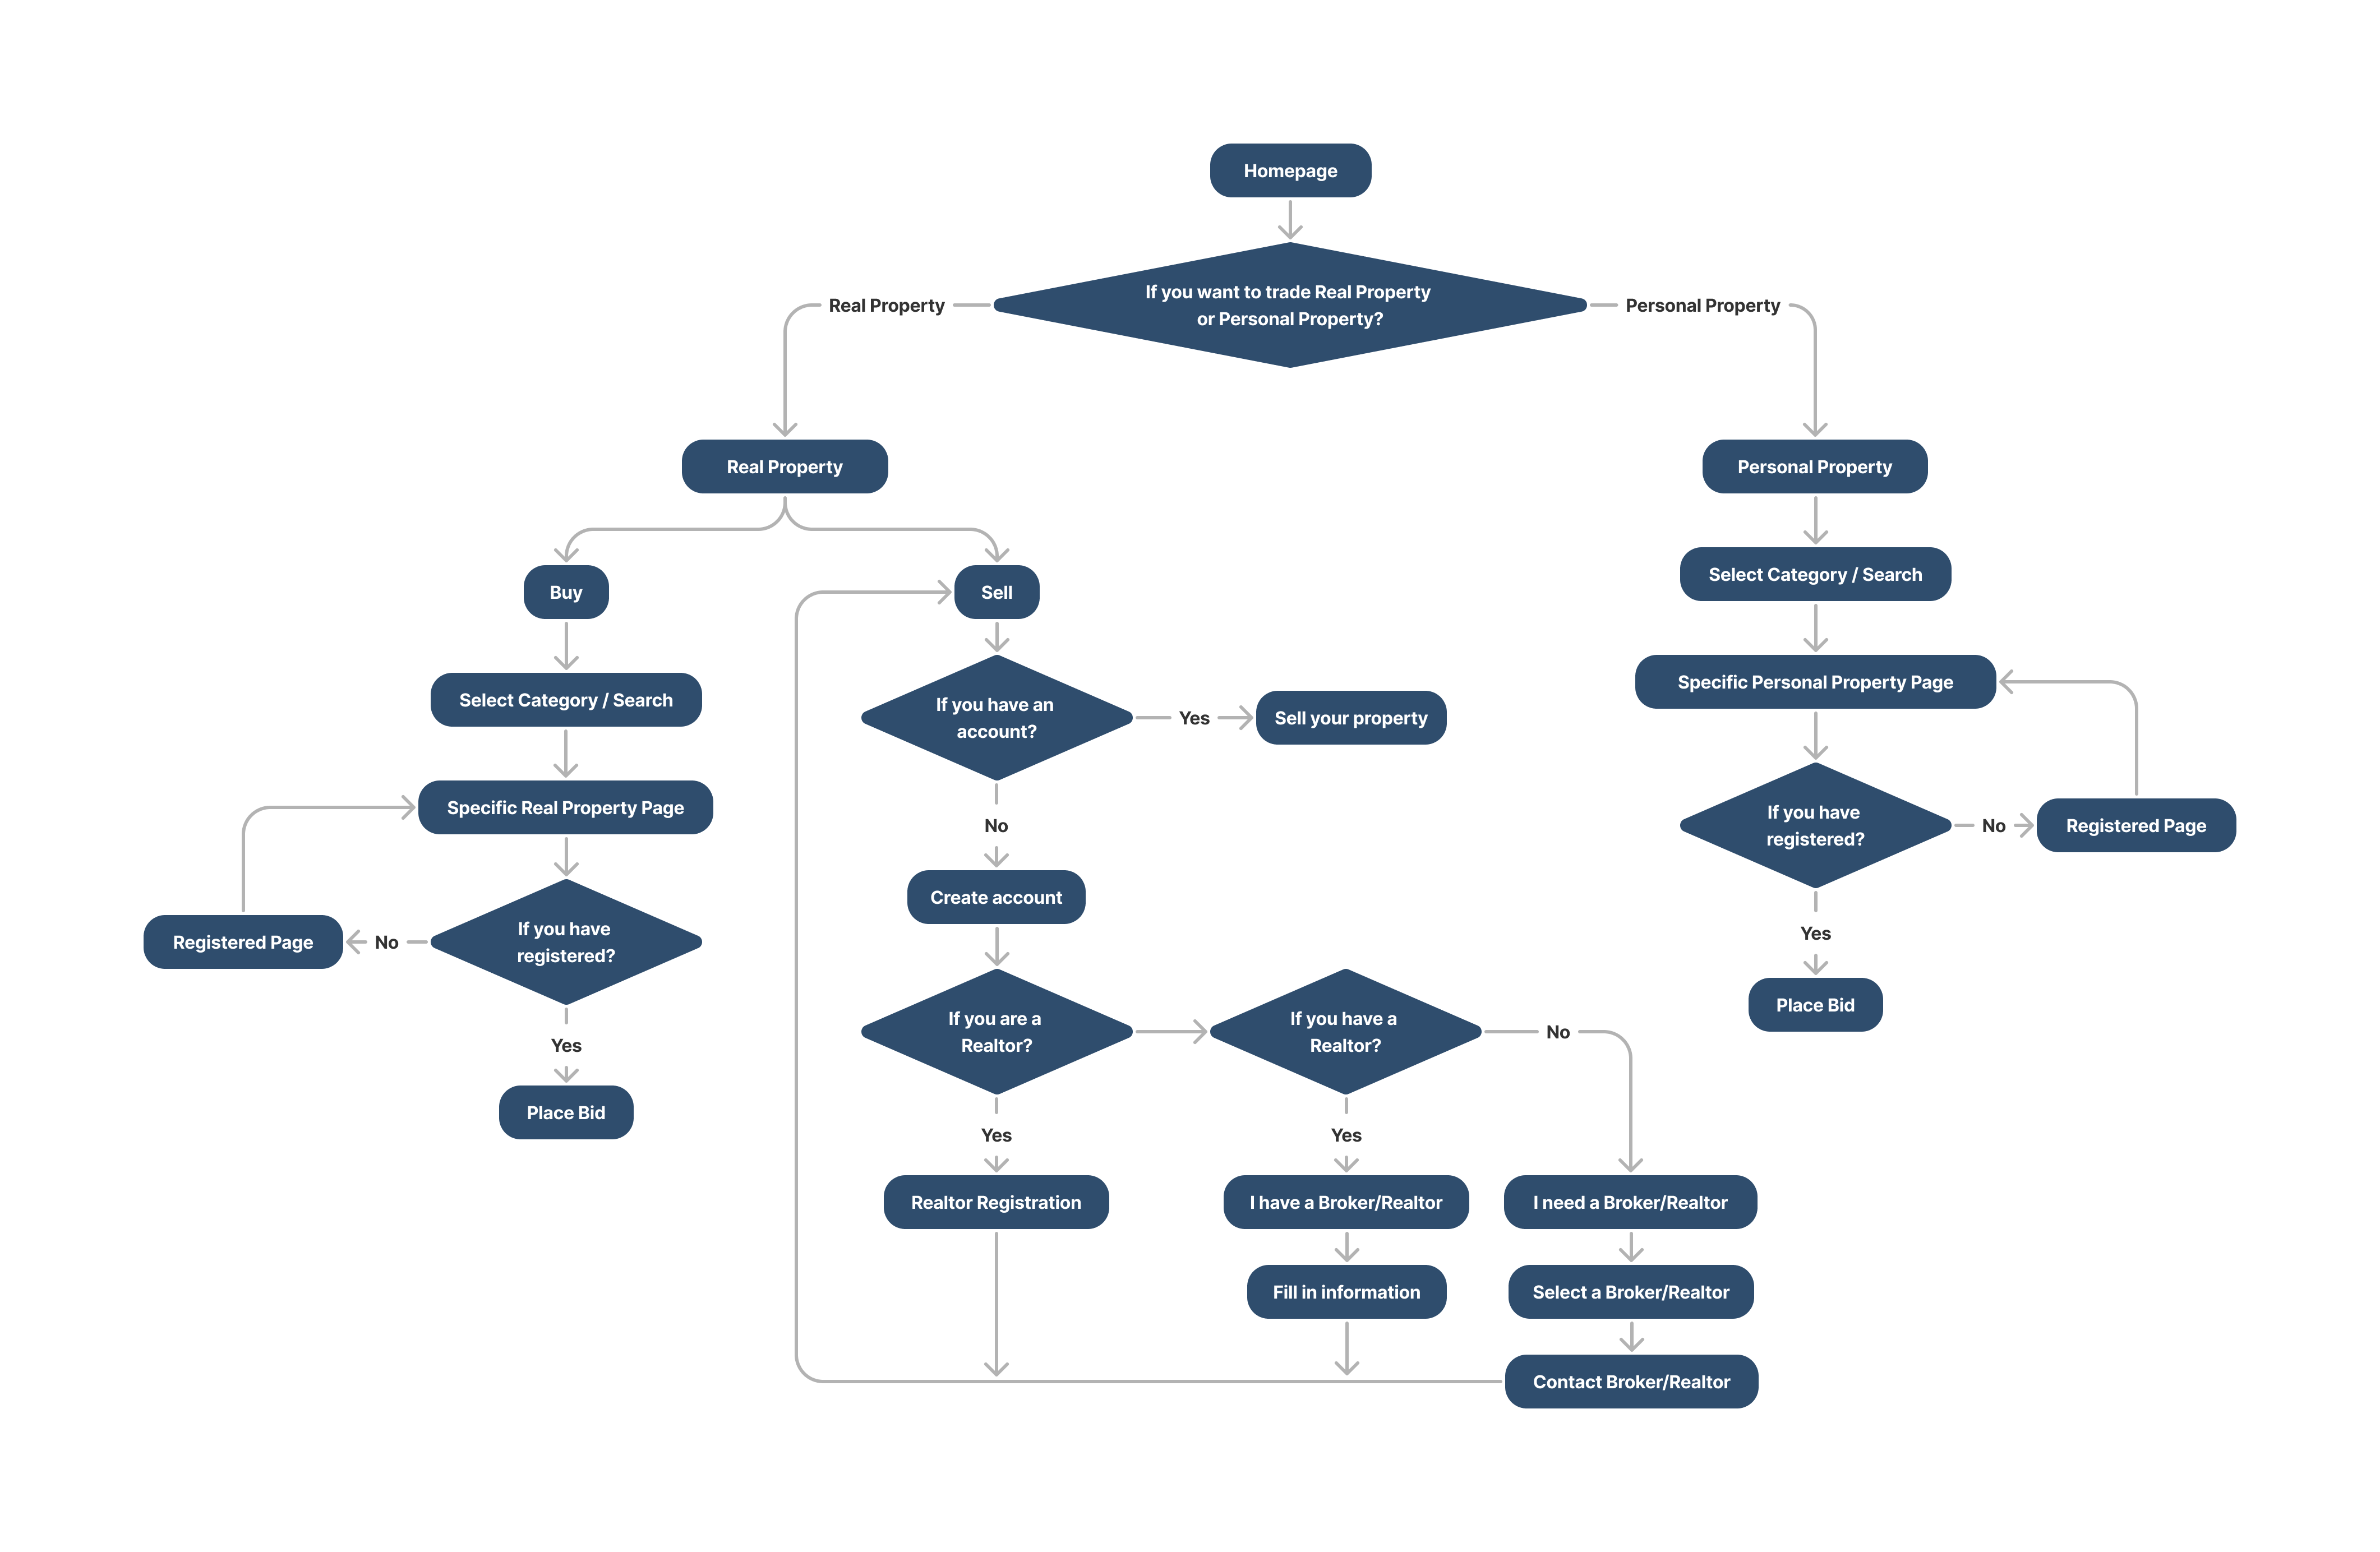 Homepage
If you want to trade Real Property
or Personal Property?
Real Property
Personal Property
Real Property
Personal Property
Buy
Sell
Select Category / Search
Select Category / Search
Specific Personal Property Page
If you have an
account?
Yes
Sell your property
Specific Real Property Page
No
If you have
registered?
No
Registered Page
Create account
Yes
Registered Page
No
If you have
registered?
Place Bid
Yes
If you are a
Realtor?
If you have a
Realtor?
No
Place Bid
Yes
Yes
Realtor Registration
I have a Broker/Realtor
I need a Broker/Realtor
Fill in information
Select a Broker/Realtor
Contact Broker/Realtor